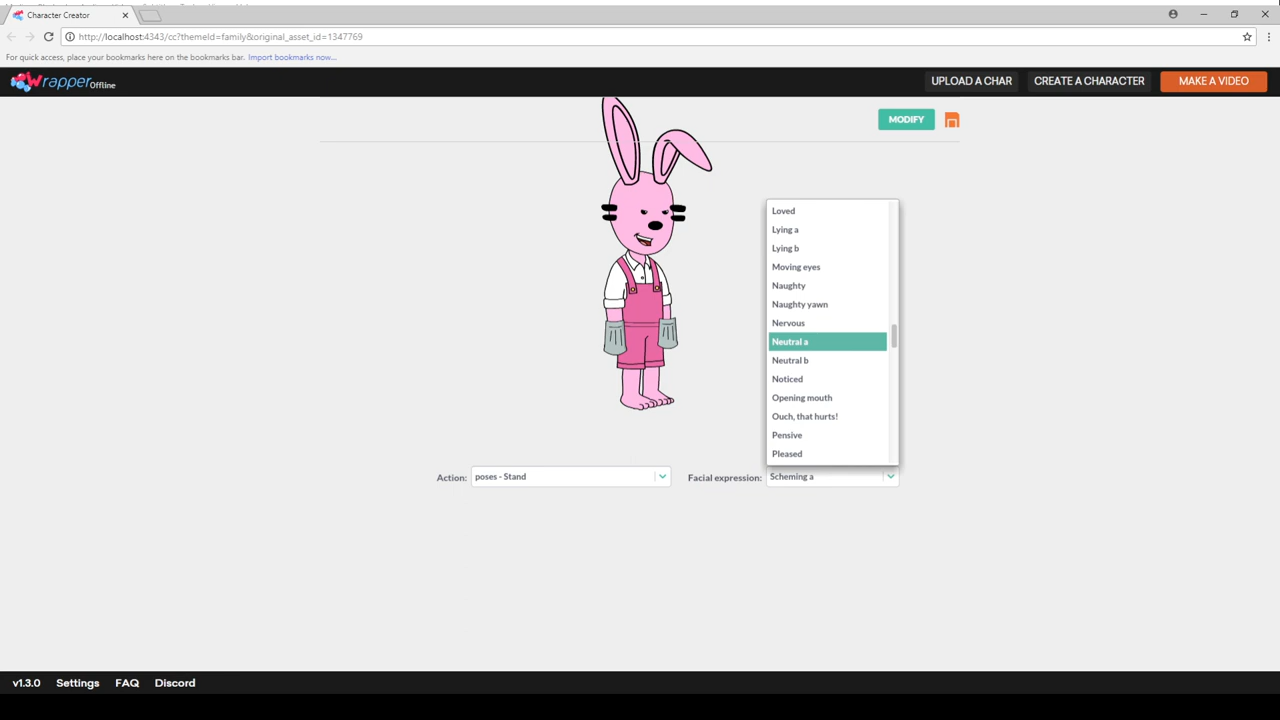 Character Creator
http://localhost:4343/cc?themeId=family&original_asset_id=1347769
For quick access, place your bookmarks here on the bookmarks bar. Import bookmarks now...
Wrapper Offline
UPLOAD A CHAR CREATE A CHARACTER MAKE A VIDEO
MODIFY
Loved
Lying a
Lying b
Moving eyes
Naughty
Naughty yawn
Nervous
Neutral a
Neutral b
Noticed
Opening mouth
Ouch, that hurts!
Pensive
Pleased
Action: poses - Stand Facial expression: Scheming a
v1.3.0 Settings FAQ Discord